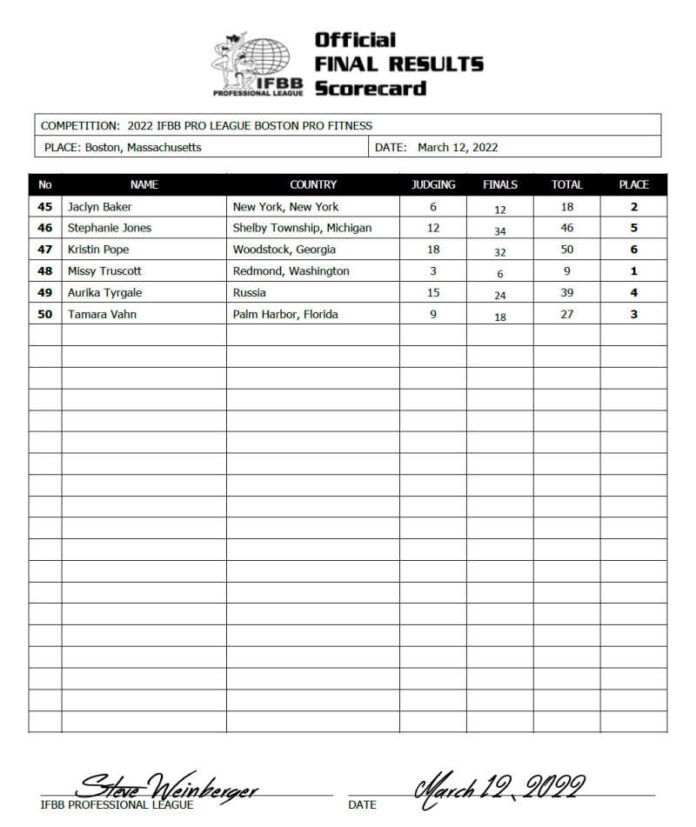 Official
FINAL RESULTS
Scorecard
IFBB
PROFESSIONAL LEAGUE
COMPETITION: 2022 IFBB PRO LEAGUE BOSTON PRO FITNESS
PLACE: Boston, Massachusetts DATE: March 12, 2022
No NAME COUNTRY JUDGING FINALS TOTAL PLACE
45 Jaclyn Baker New York, New York 6 12 18 2
46 Stephanie Jones Shelby Township, Michigan 12 34 46 5
47 Kristin Pope Woodstock, Georgia 18 32 50 6
48 Missy Truscott Redmond, Washington 3 6 9 1
49 Aurika Tyrgale Russia 15 24 39 4
50 Tamara Vahn Palm Harbor, Florida 9 18 27 3
Steve Weinberger March 12, 2022
IFBB PROFESSIONAL LEAGUE DATE